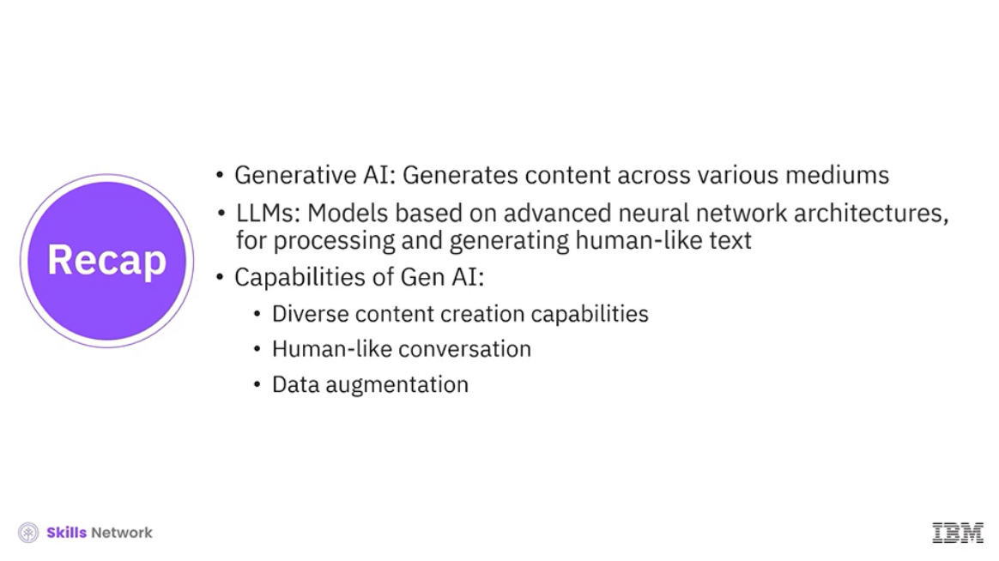 Recap
• Generative AI: Generates content across various mediums
• LLMs: Models based on advanced neural network architectures,
for processing and generating human-like text
• Capabilities of Gen AI:
• Diverse content creation capabilities
• Human-like conversation
• Data augmentation
Skills Network
IBM